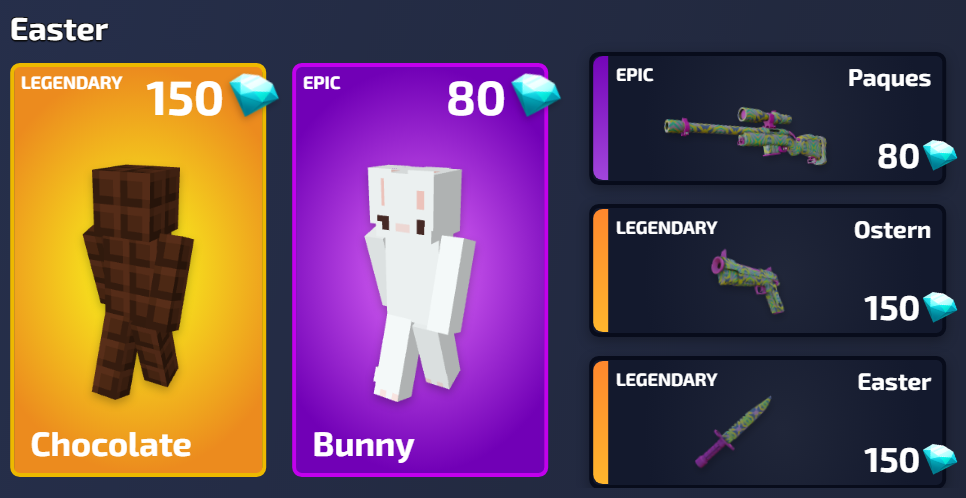 Easter
LEGENDARY 150
Chocolate
EPIC 80
Bunny
EPIC Paques
80
LEGENDARY Ostern
150
LEGENDARY Easter
150